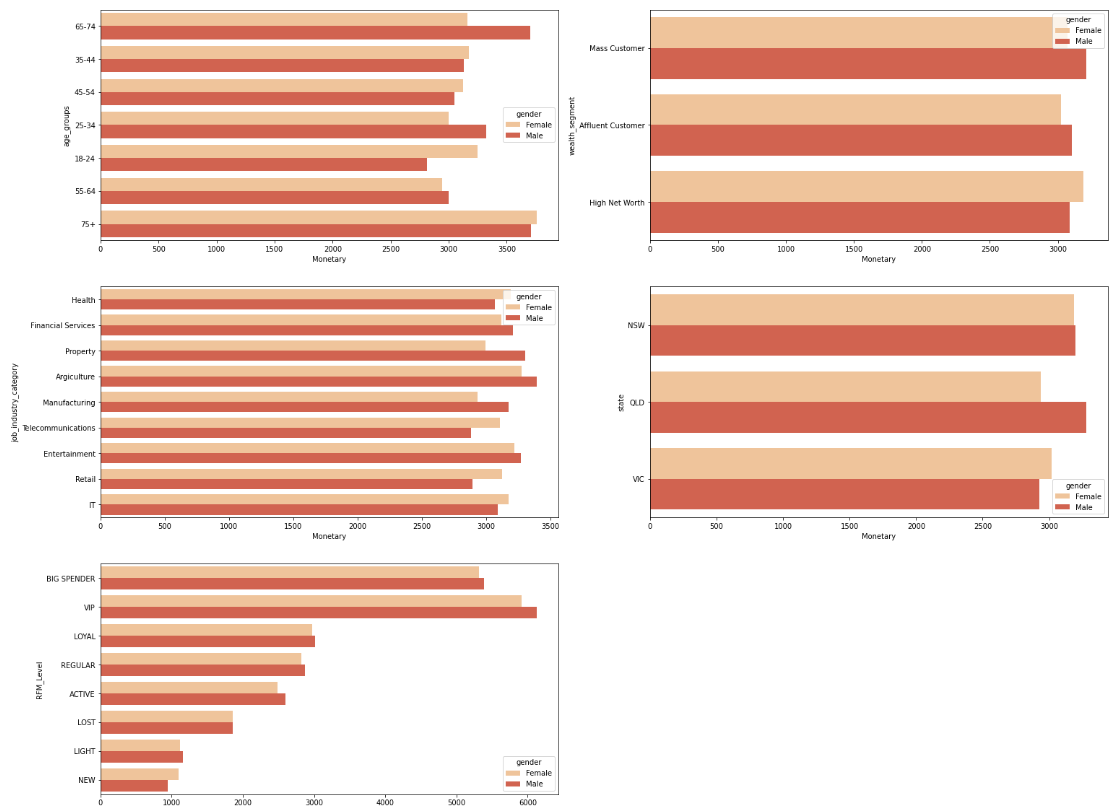 65-74
35-44
45-54
25-34
18-24
55-64
75+
age_groups
0 500 1000 1500 2000 2500 3000 3500
Monetary
gender
Female
Male
Mass Customer
Affluent Customer
High Net Worth
wealth_segment
0 1000 2000 3000
Monetary
gender
Female
Male
Health
Financial Services
Property
Argiculture
Manufacturing
Telecommunications
Entertainment
Retail
IT
job_industry_category
0 500 1000 1500 2000 2500 3000 3500
Monetary
gender
Female
Male
NSW
QLD
VIC
state
0 500 1000 1500 2000 2500 3000
Monetary
gender
Female
Male
BIG SPENDER
VIP
LOYAL
REGULAR
ACTIVE
LOST
LIGHT
NEW
RFM_Level
0 1000 2000 3000 4000 5000 6000
gender
Female
Male